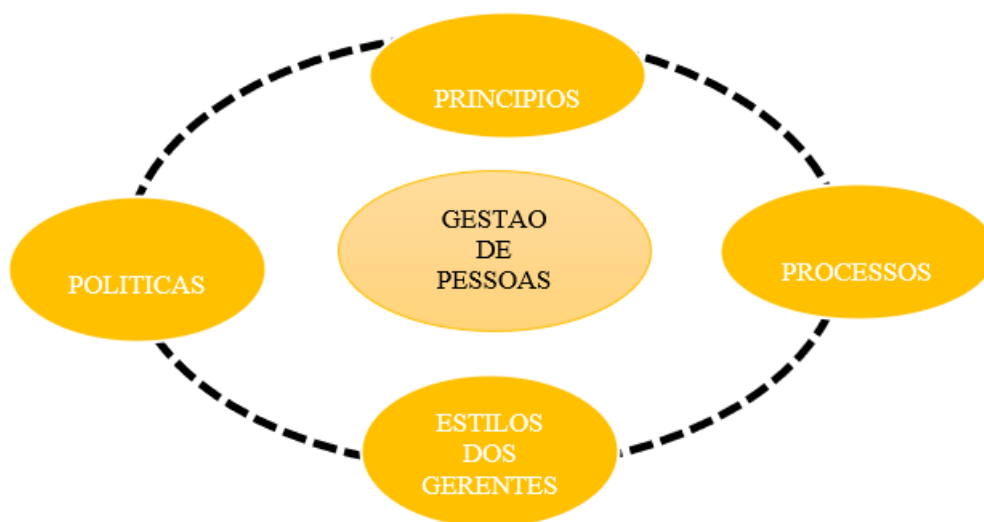 PRINCIPIOS
GESTAO
DE
PESSOAS
POLITICAS
PROCESSOS
ESTILOS
DOS
GERENTES